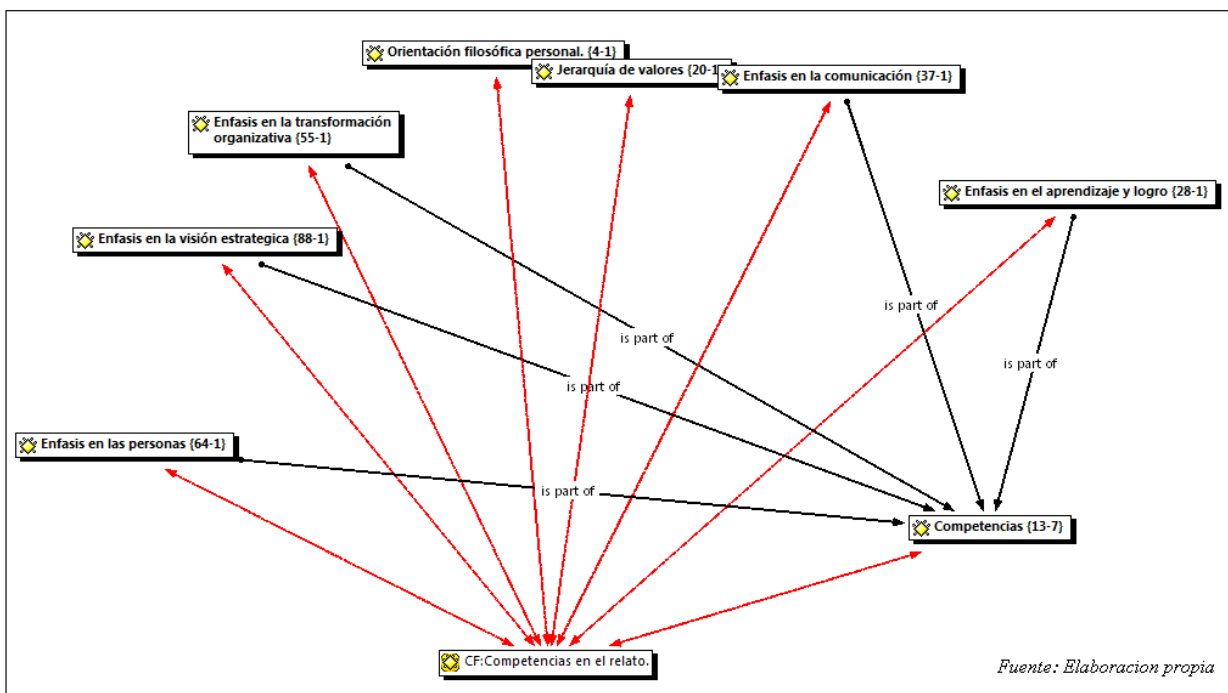 Orientación filosófica personal. {4-1}
Jerarquía de valores {20-1
Enfasis en la comunicación {37-1}
Enfasis en la transformación
organizativa {55-1}
Enfasis en el aprendizaje y logro {28-1}
Enfasis en la visión estrategica {88-1}
is part of
is part of
is part of
is part of
Enfasis en las personas {64-1}
is part of
Competencias {13-7}
CF:Competencias en el relato.
Fuente: Elaboracion propia